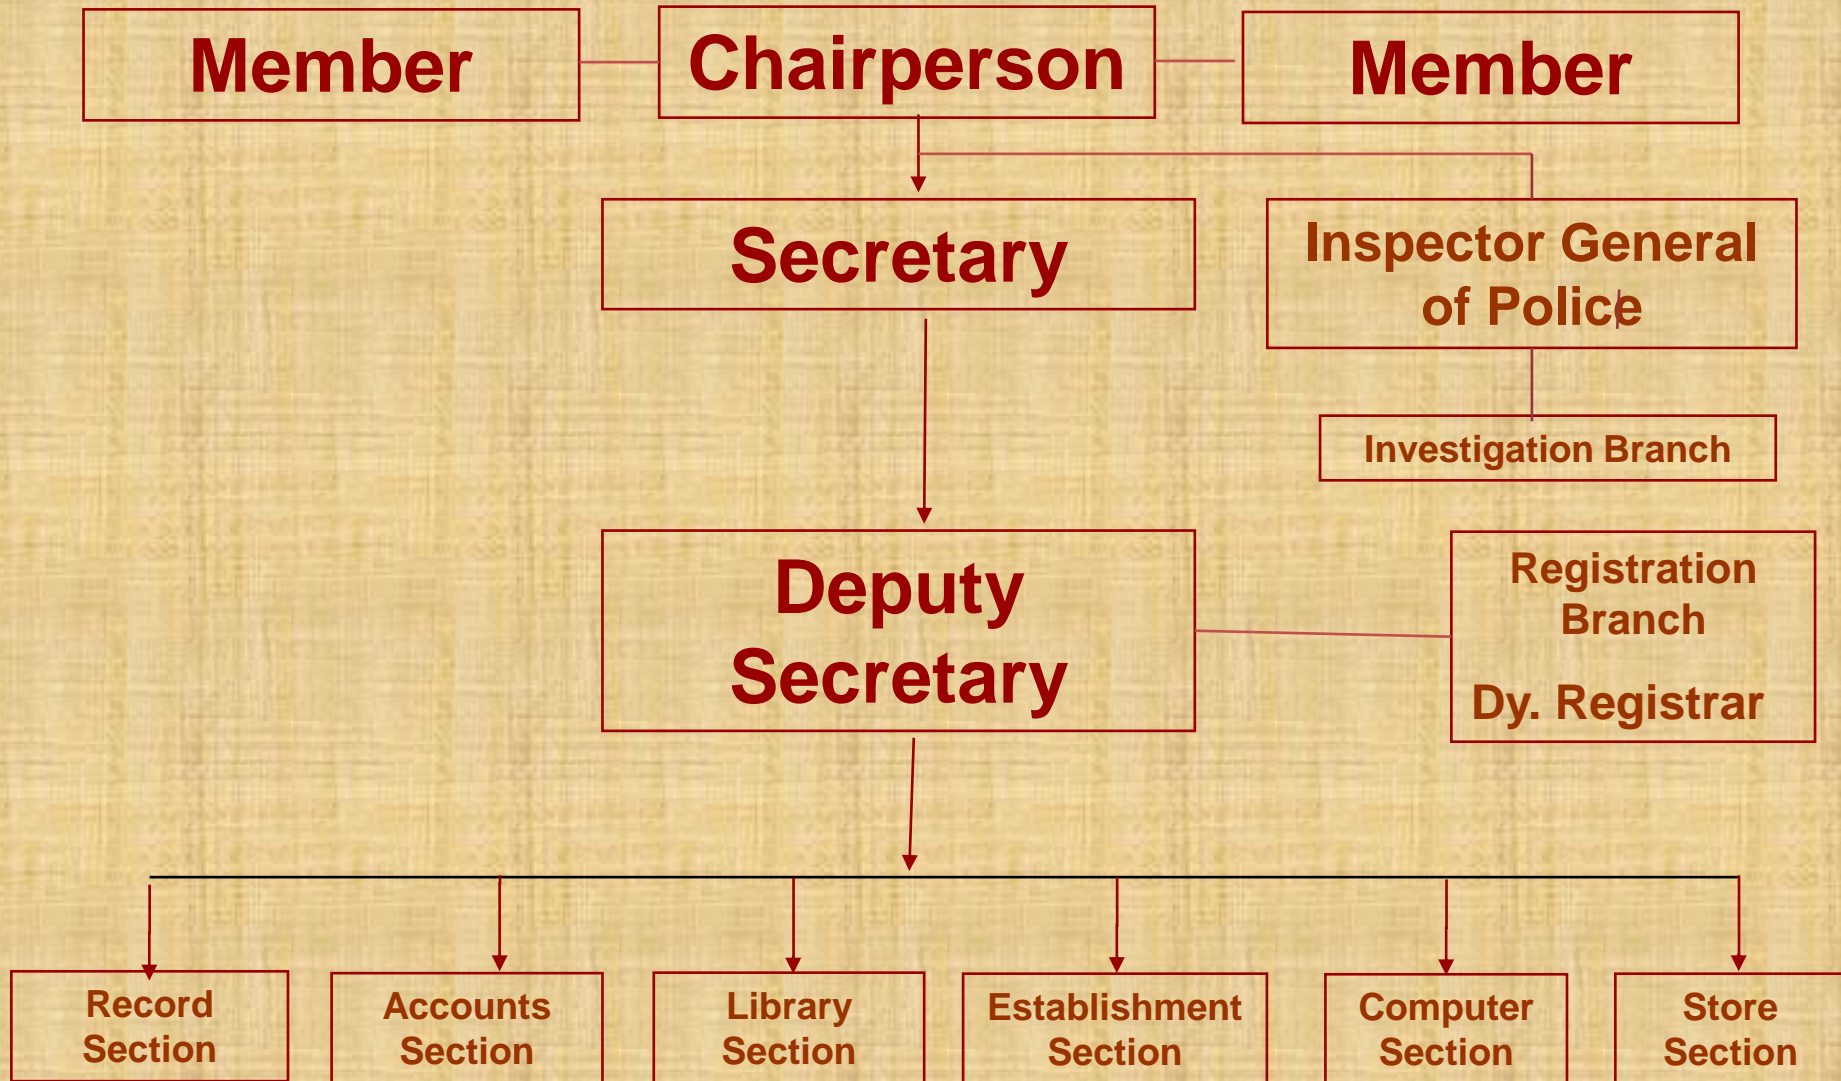 Member
Chairperson
Member
Secretary
Inspector General
of Police
Investigation Branch
Deputy
Secretary
Registration
Branch
Dy. Registrar
Record
Section
Accounts
Section
Library
Section
Establishment
Section
Computer
Section
Store
Section